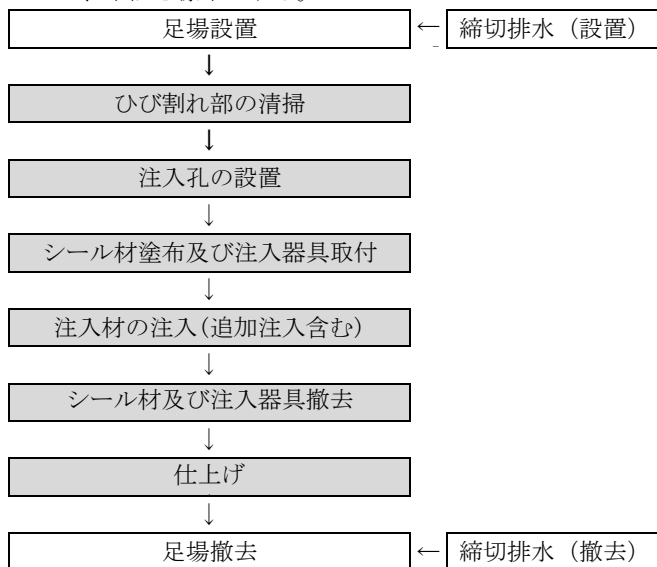 足場設置 ← 締切排水（設置）
↓
ひび割れ部の清掃
↓
注入孔の設置
↓
シール材塗布及び注入器具取付
↓
注入材の注入(追加注入含む)
↓
シール材及び注入器具撤去
↓
仕上げ
↓
足場撤去 ← 締切排水（撤去）